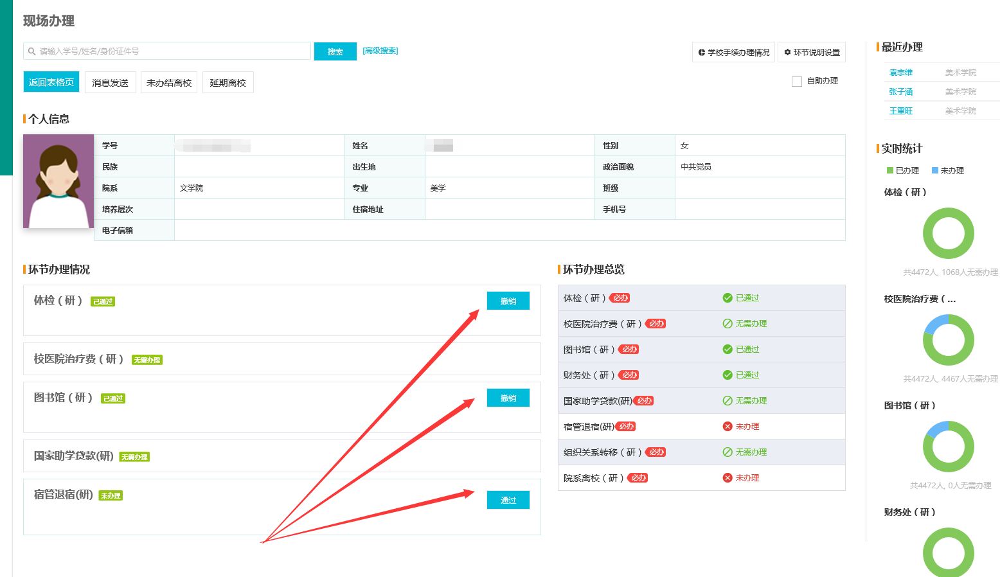 现场办理
请输入学号/姓名/身份证件号
搜索
[高级搜索]
学校手续办理情况
环节说明设置
返回表格页
消息发送
未办结离校
延期离校
自助办理
个人信息
学号
姓名
性别 女
民族
出生地
政治面貌 中共党员
院系 文学院
专业 美学
班级
培养层次
住宿地址
手机号
电子信箱
环节办理情况
体检（研） 已通过
撤销
校医院治疗费（研） 无需办理
图书馆（研） 已通过
撤销
国家助学贷款(研) 无需办理
宿管退宿(研) 未办理
通过
环节办理总览
体检（研） 必办 已通过
校医院治疗费（研） 必办 无需办理
图书馆（研） 必办 已通过
财务处（研） 必办 已通过
国家助学贷款(研) 必办 无需办理
宿管退宿(研) 必办 未办理
组织关系转移（研） 必办 无需办理
院系离校（研） 必办 未办理
最近办理
袁宗维 美术学院
张子涵 美术学院
王重旺 美术学院
实时统计
已办理 未办理
体检（研）
共4472人, 1068人无需办理
校医院治疗费（...
共4472人, 4467人无需办理
图书馆（研）
共4472人, 0人无需办理
财务处（研）